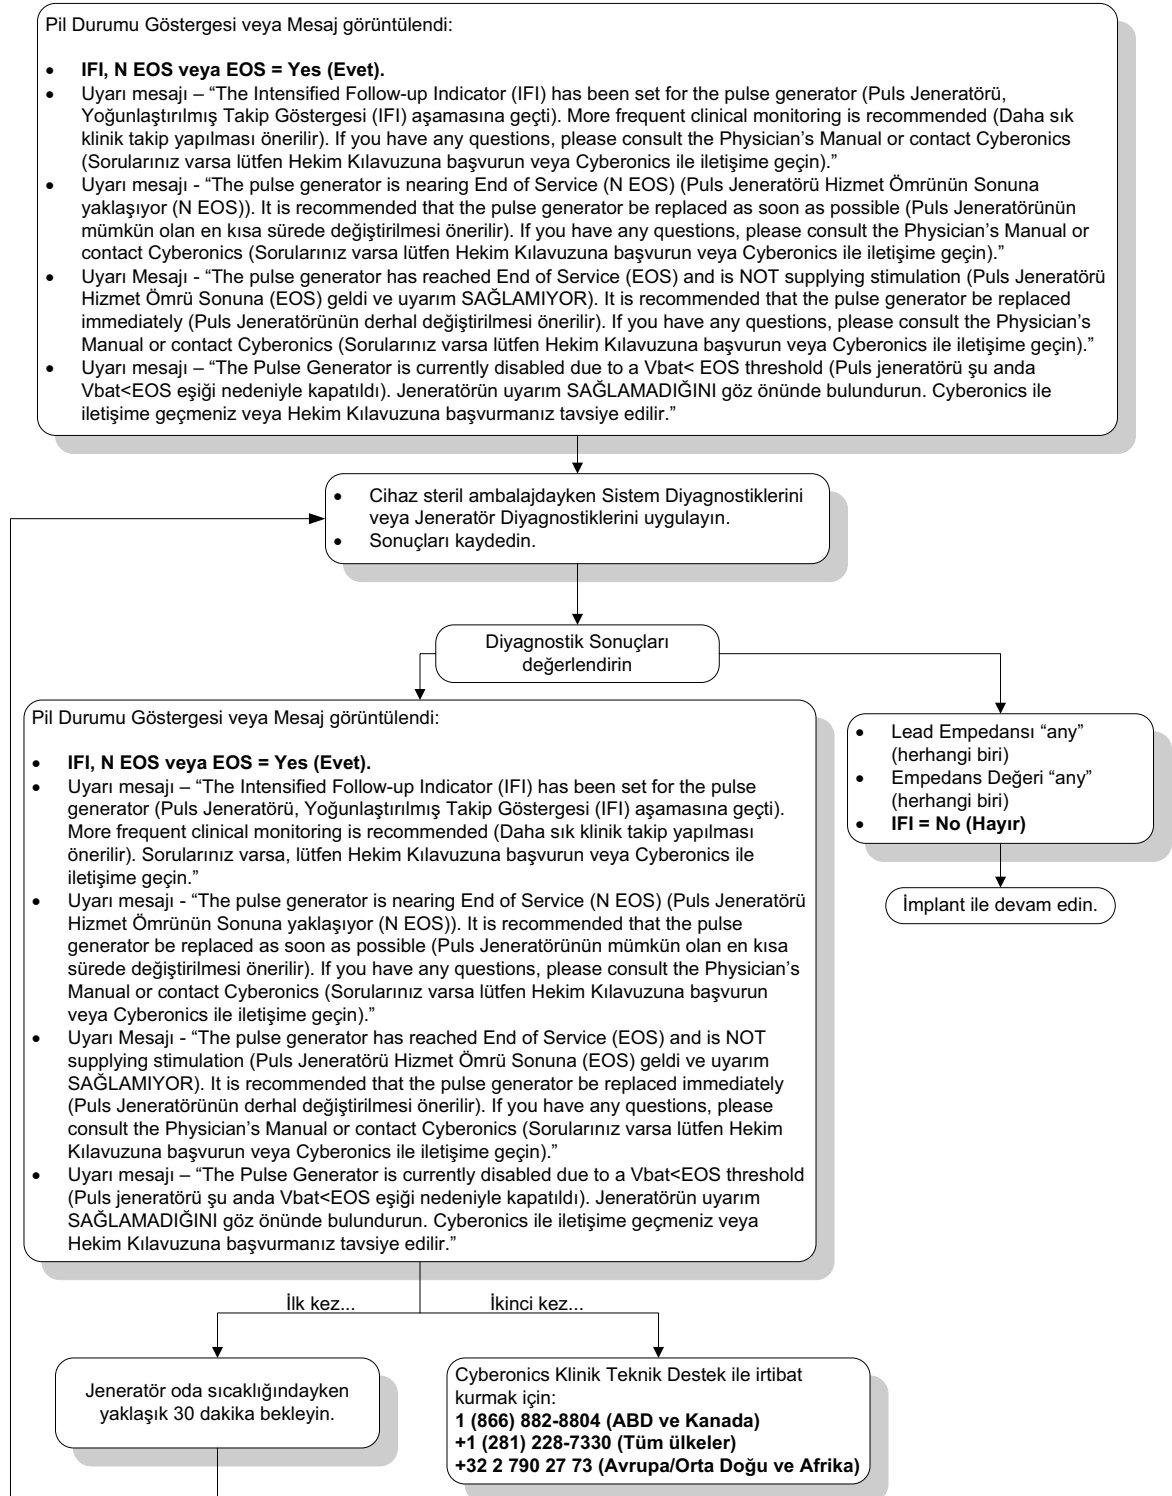 Pil Durumu Göstergesi veya Mesaj görüntülendi:
• IFI, N EOS veya EOS = Yes (Evet).
• Uyarı mesajı – “The Intensified Follow-up Indicator (IFI) has been set for the pulse generator (Puls Jeneratörü,
Yoğunlaştırılmış Takip Göstergesi (IFI) aşamasına geçti). More frequent clinical monitoring is recommended (Daha sık
klinik takip yapılması önerilir). If you have any questions, please consult the Physician’s Manual or contact Cyberonics
(Sorularınız varsa lütfen Hekim Kılavuzuna başvurun veya Cyberonics ile iletişime geçin).”
• Uyarı mesajı - “The pulse generator is nearing End of Service (N EOS) (Puls Jeneratörü Hizmet Ömrünün Sonuna
yaklaşıyor (N EOS)). It is recommended that the pulse generator be replaced as soon as possible (Puls Jeneratörünün
mümkün olan en kısa sürede değiştirilmesi önerilir). If you have any questions, please consult the Physician’s Manual or
contact Cyberonics (Sorularınız varsa lütfen Hekim Kılavuzuna başvurun veya Cyberonics ile iletişime geçin).”
• Uyarı Mesajı - “The pulse generator has reached End of Service (EOS) and is NOT supplying stimulation (Puls Jeneratörü
Hizmet Ömrü Sonuna (EOS) geldi ve uyarım SAĞLAMIYOR). It is recommended that the pulse generator be replaced
immediately (Puls Jeneratörünün derhal değiştirilmesi önerilir). If you have any questions, please consult the Physician’s
Manual or contact Cyberonics (Sorularınız varsa lütfen Hekim Kılavuzuna başvurun veya Cyberonics ile iletişime geçin).”
• Uyarı mesajı – “The Pulse Generator is currently disabled due to a Vbat< EOS threshold (Puls jeneratörü şu anda
Vbat<EOS eşiği nedeniyle kapatıldı). Jeneratörün uyarım SAĞLAMADIĞINI göz önünde bulundurun. Cyberonics ile
iletişime geçmeniz veya Hekim Kılavuzuna başvurmanız tavsiye edilir.”
• Cihaz steril ambalajdayken Sistem Diyagnostiklerini
veya Jeneratör Diyagnostiklerini uygulayın.
• Sonuçları kaydedin.
Diyagnostik Sonuçları
değerlendirin
Pil Durumu Göstergesi veya Mesaj görüntülendi:
• IFI, N EOS veya EOS = Yes (Evet).
• Uyarı mesajı – “The Intensified Follow-up Indicator (IFI) has been set for the pulse
generator (Puls Jeneratörü, Yoğunlaştırılmış Takip Göstergesi (IFI) aşamasına geçti).
More frequent clinical monitoring is recommended (Daha sık klinik takip yapılması
önerilir). Sorularınız varsa, lütfen Hekim Kılavuzuna başvurun veya Cyberonics ile
iletişime geçin.”
• Uyarı mesajı - “The pulse generator is nearing End of Service (N EOS) (Puls Jeneratörü
Hizmet Ömrünün Sonuna yaklaşıyor (N EOS)). It is recommended that the pulse
generator be replaced as soon as possible (Puls Jeneratörünün mümkün olan en kısa
sürede değiştirilmesi önerilir). If you have any questions, please consult the Physician’s
Manual or contact Cyberonics (Sorularınız varsa lütfen Hekim Kılavuzuna başvurun
veya Cyberonics ile iletişime geçin).”
• Uyarı Mesajı - “The pulse generator has reached End of Service (EOS) and is NOT
supplying stimulation (Puls Jeneratörü Hizmet Ömrü Sonuna (EOS) geldi ve uyarım
SAĞLAMIYOR). It is recommended that the pulse generator be replaced immediately
(Puls Jeneratörünün derhal değiştirilmesi önerilir). If you have any questions, please
consult the Physician’s Manual or contact Cyberonics (Sorularınız varsa lütfen Hekim
Kılavuzuna başvurun veya Cyberonics ile iletişime geçin).”
• Uyarı mesajı – “The Pulse Generator is currently disabled due to a Vbat<EOS threshold
(Puls jeneratörü şu anda Vbat<EOS eşiği nedeniyle kapatıldı). Jeneratörün uyarım
SAĞLAMADIĞINI göz önünde bulundurun. Cyberonics ile iletişime geçmeniz veya
Hekim Kılavuzuna başvurmanız tavsiye edilir.”
• Lead Empedansı “any”
(herhangi biri)
• Empedans Değeri “any”
(herhangi biri)
• IFI = No (Hayır)
İmplant ile devam edin.
İlk kez...
İkinci kez...
Jeneratör oda sıcaklığındayken
yaklaşık 30 dakika bekleyin.
Cyberonics Klinik Teknik Destek ile irtibat
kurmak için:
1 (866) 882-8804 (ABD ve Kanada)
+1 (281) 228-7330 (Tüm ülkeler)
+32 2 790 27 73 (Avrupa/Orta Doğu ve Afrika)